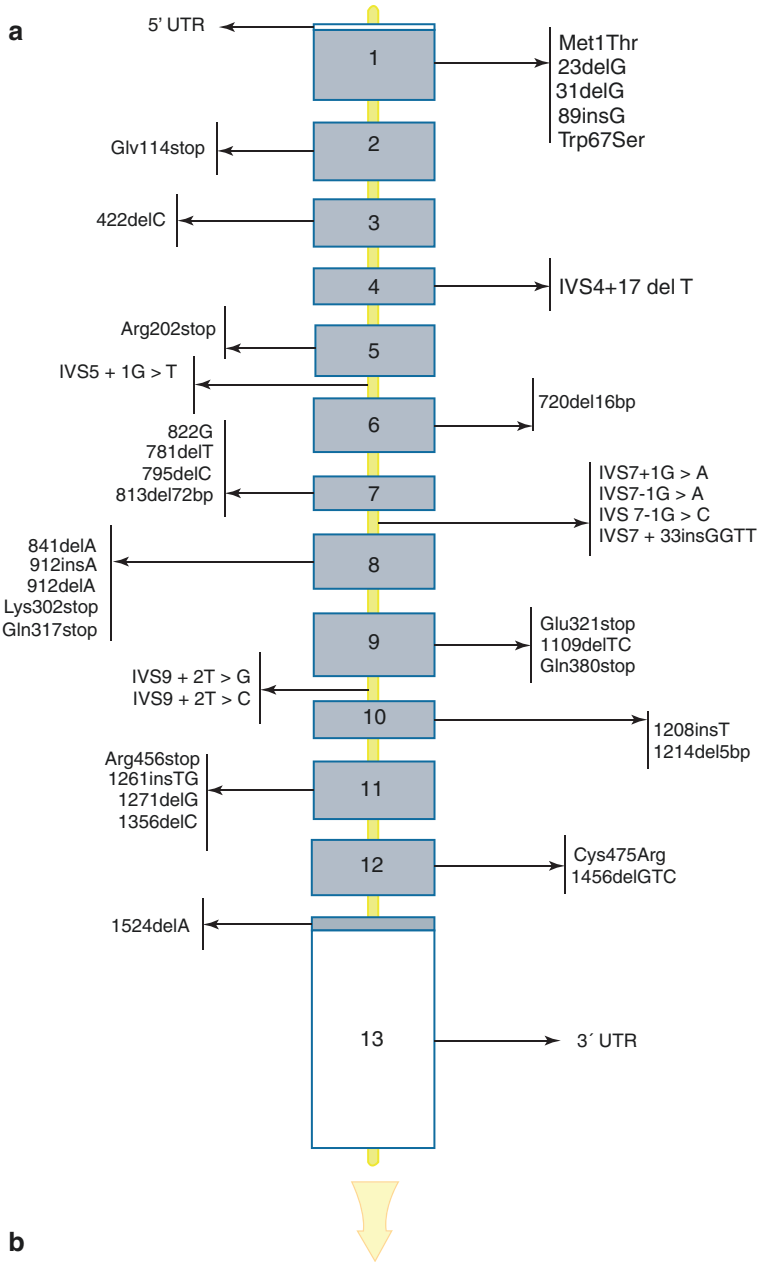 a
5' UTR
1
Met1Thr
23delG
31delG
89insG
Trp67Ser
Glv114stop
2
422delC
3
4
IVS4+17 del T
Arg202stop
5
IVS5 + 1G > T
6
720del16bp
822G
781delT
795delC
813del72bp
7
IVS7+1G > A
IVS7-1G > A
IVS 7-1G > C
IVS7 + 33insGGTT
841delA
912insA
912delA
Lys302stop
Gln317stop
8
9
Glu321stop
1109delTC
Gln380stop
IVS9 + 2T > G
IVS9 + 2T > C
10
1208insT
1214del5bp
Arg456stop
1261insTG
1271delG
1356delC
11
12
Cys475Arg
1456delGTC
1524delA
13
3´ UTR
b